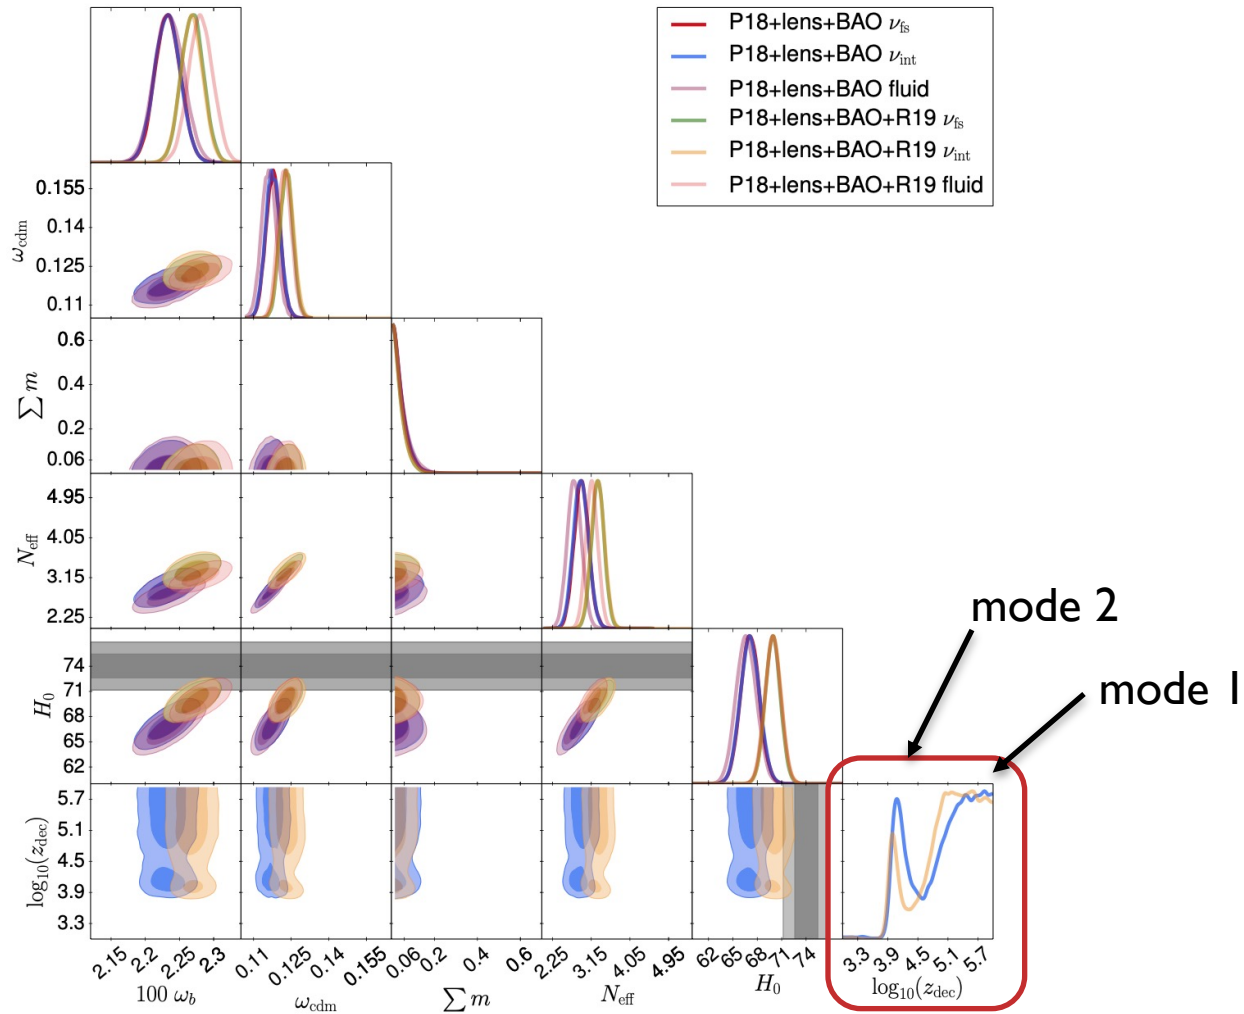 P18+lens+BAO ν_fs
P18+lens+BAO ν_int
P18+lens+BAO fluid
P18+lens+BAO+R19 ν_fs
P18+lens+BAO+R19 ν_int
P18+lens+BAO+R19 fluid
ω_cdm
0.155
0.14
0.125
0.11
∑ m
0.6
0.4
0.2
0.06
N_eff
4.95
4.05
3.15
2.25
mode 2
mode 1
H_0
74
71
68
65
62
log_10(z_dec)
5.7
5.1
4.5
3.9
3.3
2.15 2.2 2.25 2.3
0.11 0.125 0.14 0.155
0.06 0.2 0.4 0.6
2.25 3.15 4.05 4.95
62 65 68 71 74
3.3 3.9 4.5 5.1 5.7
100 ω_b
ω_cdm
∑ m
N_eff
H_0
log_10(z_dec)